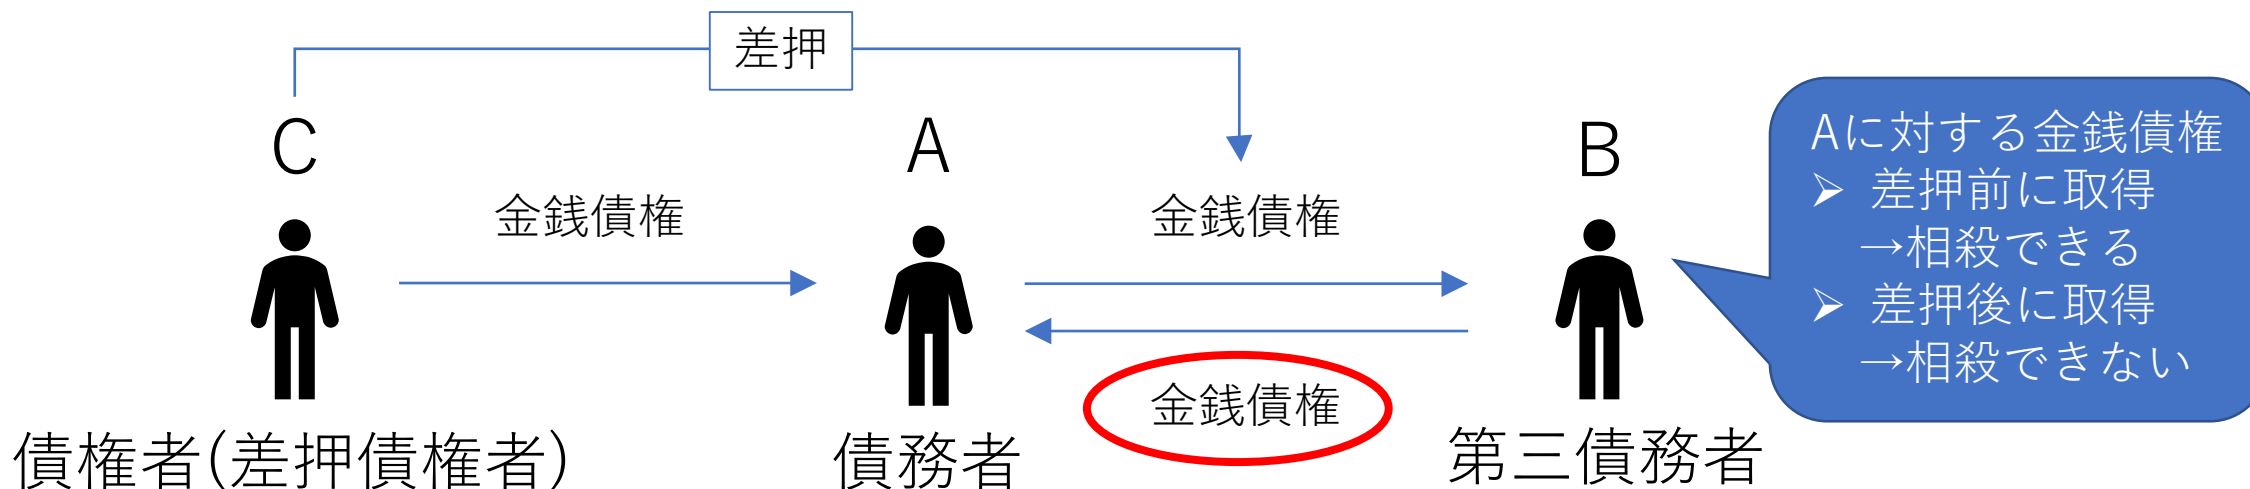 差押
C
A
B
金銭債権
金銭債権
金銭債権
債権者(差押債権者)
債務者
第三債務者
Aに対する金銭債権
➢ 差押前に取得
→相殺できる
➢ 差押後に取得
→相殺できない